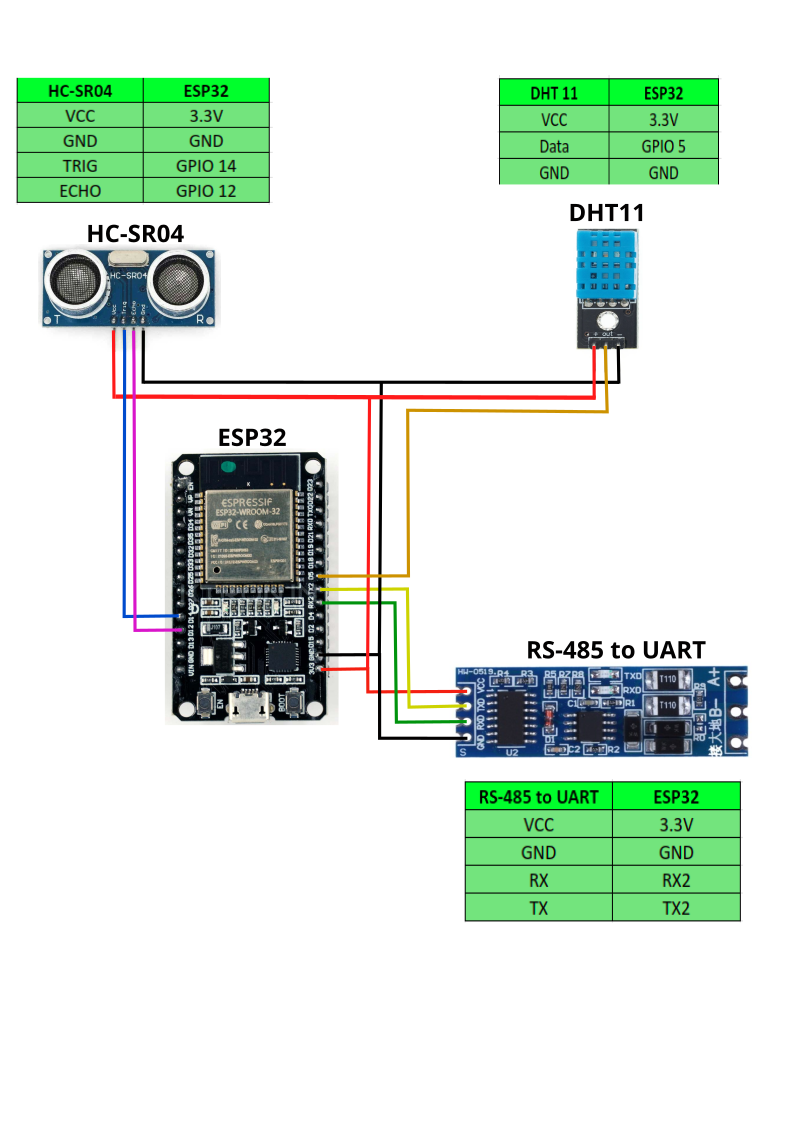 HC-SR04 ESP32
VCC 3.3V
GND GND
TRIG GPIO 14
ECHO GPIO 12
DHT 11 ESP32
VCC 3.3V
Data GPIO 5
GND GND
HC-SR04
DHT11
HC-SR04
Vcc Trig Echo Gnd
T R
+ out −
ESP32
ESPRESSIF
ESP32-WROOM-32
EN
VP
VN
D34
D35
D32
D33
D25
D26
D27
D14
D12
D13
GND
VIN
D23
D22
TX0
RX0
D21
D19
D18
D5
TX2
RX2
D4
D2
D15
GND
3V3
EN
BOOT
RS-485 to UART
HW-0519
R4 R3
R5 R7 R8
TXD
RXD
T110
T110
A+
B-
接大地
R9
VCC
TXD
RXD
GND
S
U2
C1 R1
D1
C2 R2
RS-485 to UART ESP32
VCC 3.3V
GND GND
RX RX2
TX TX2